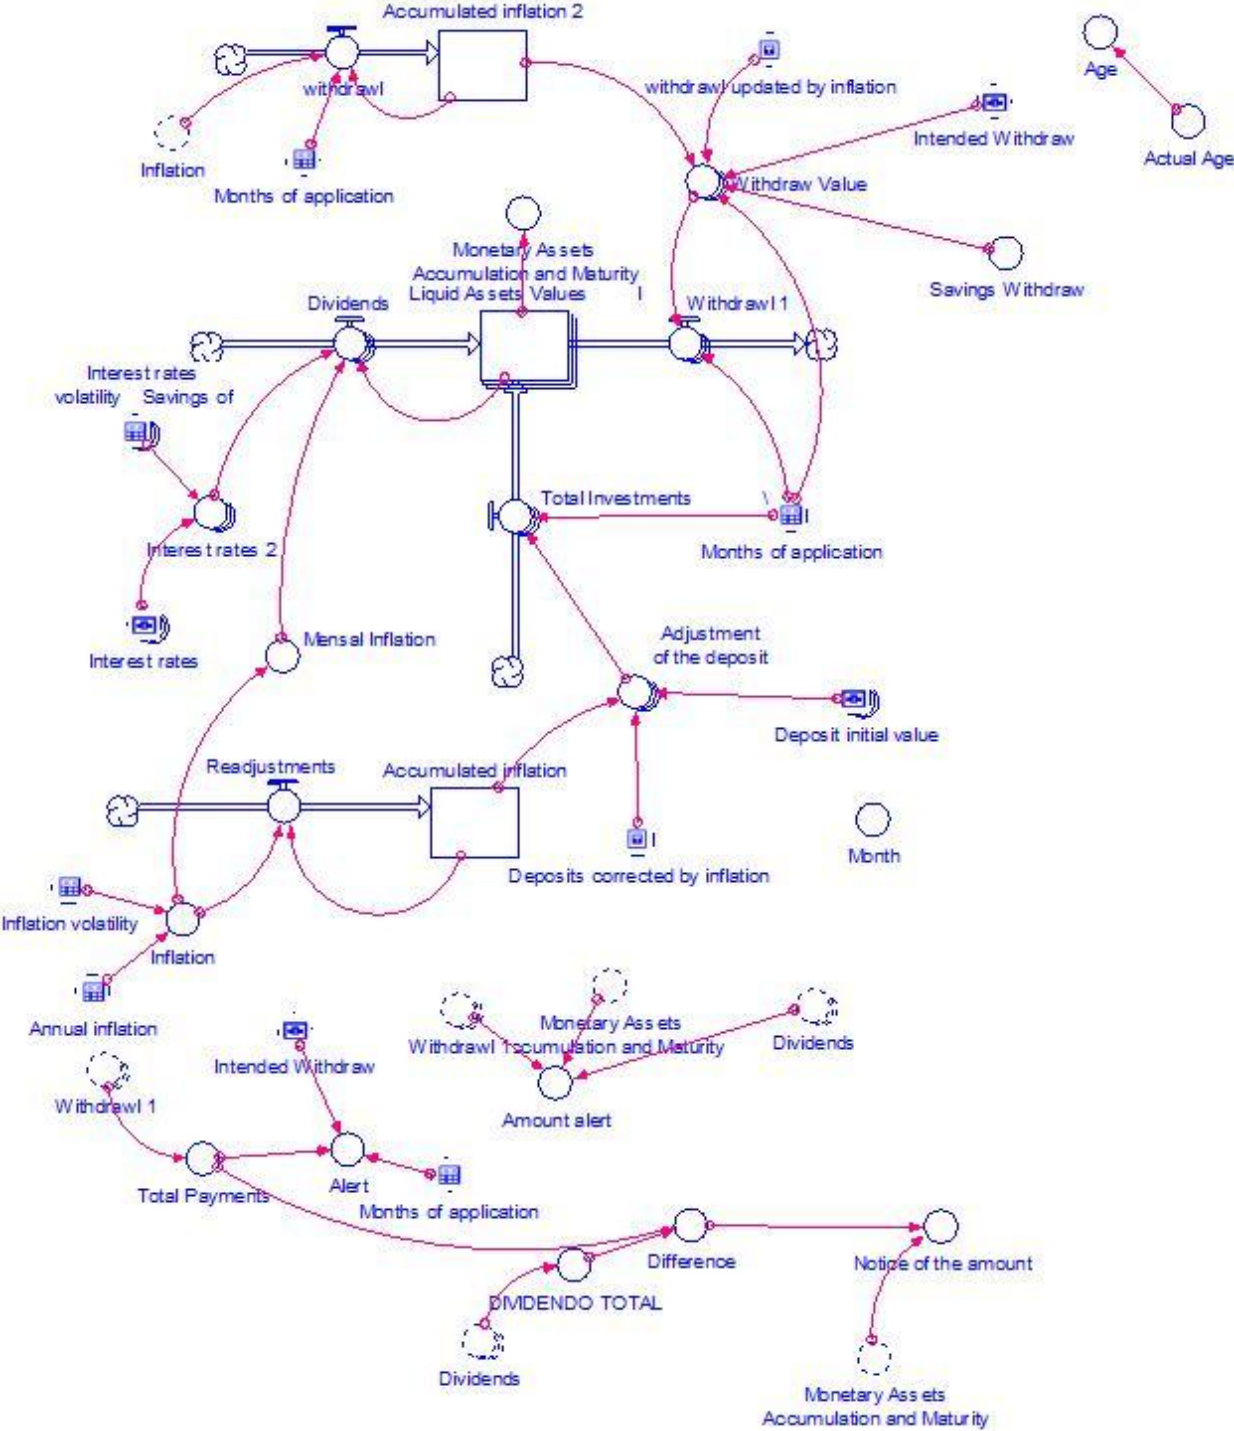 Accumulated inflation 2
Age
withdrawl
withdrawl updated by inflation
Intended Withdraw
Actual Age
Inflation
Months of application
Withdraw Value
Monetary Assets
Accumulation and Maturity
Liquid Assets Values
Savings Withdraw
Dividends
Withdrawl 1
Interest rates
volatility Savings of
Total Investments
Interest rates 2
Months of application
Mensal Inflation
Interest rates
Adjustment
of the deposit
Deposit initial value
Readjustments
Accumulated inflation
Month
Deposits corrected by inflation
Inflation volatility
Inflation
Annual inflation
Monetary Assets
Withdrawl 1
ccumulation and Maturity
Dividends
Intended Withdraw
Withdrawl 1
Amount alert
Total Payments
Alert
Months of application
Difference
Notice of the amount
DIVIDENDO TOTAL
Dividends
Monetary Assets
Accumulation and Maturity